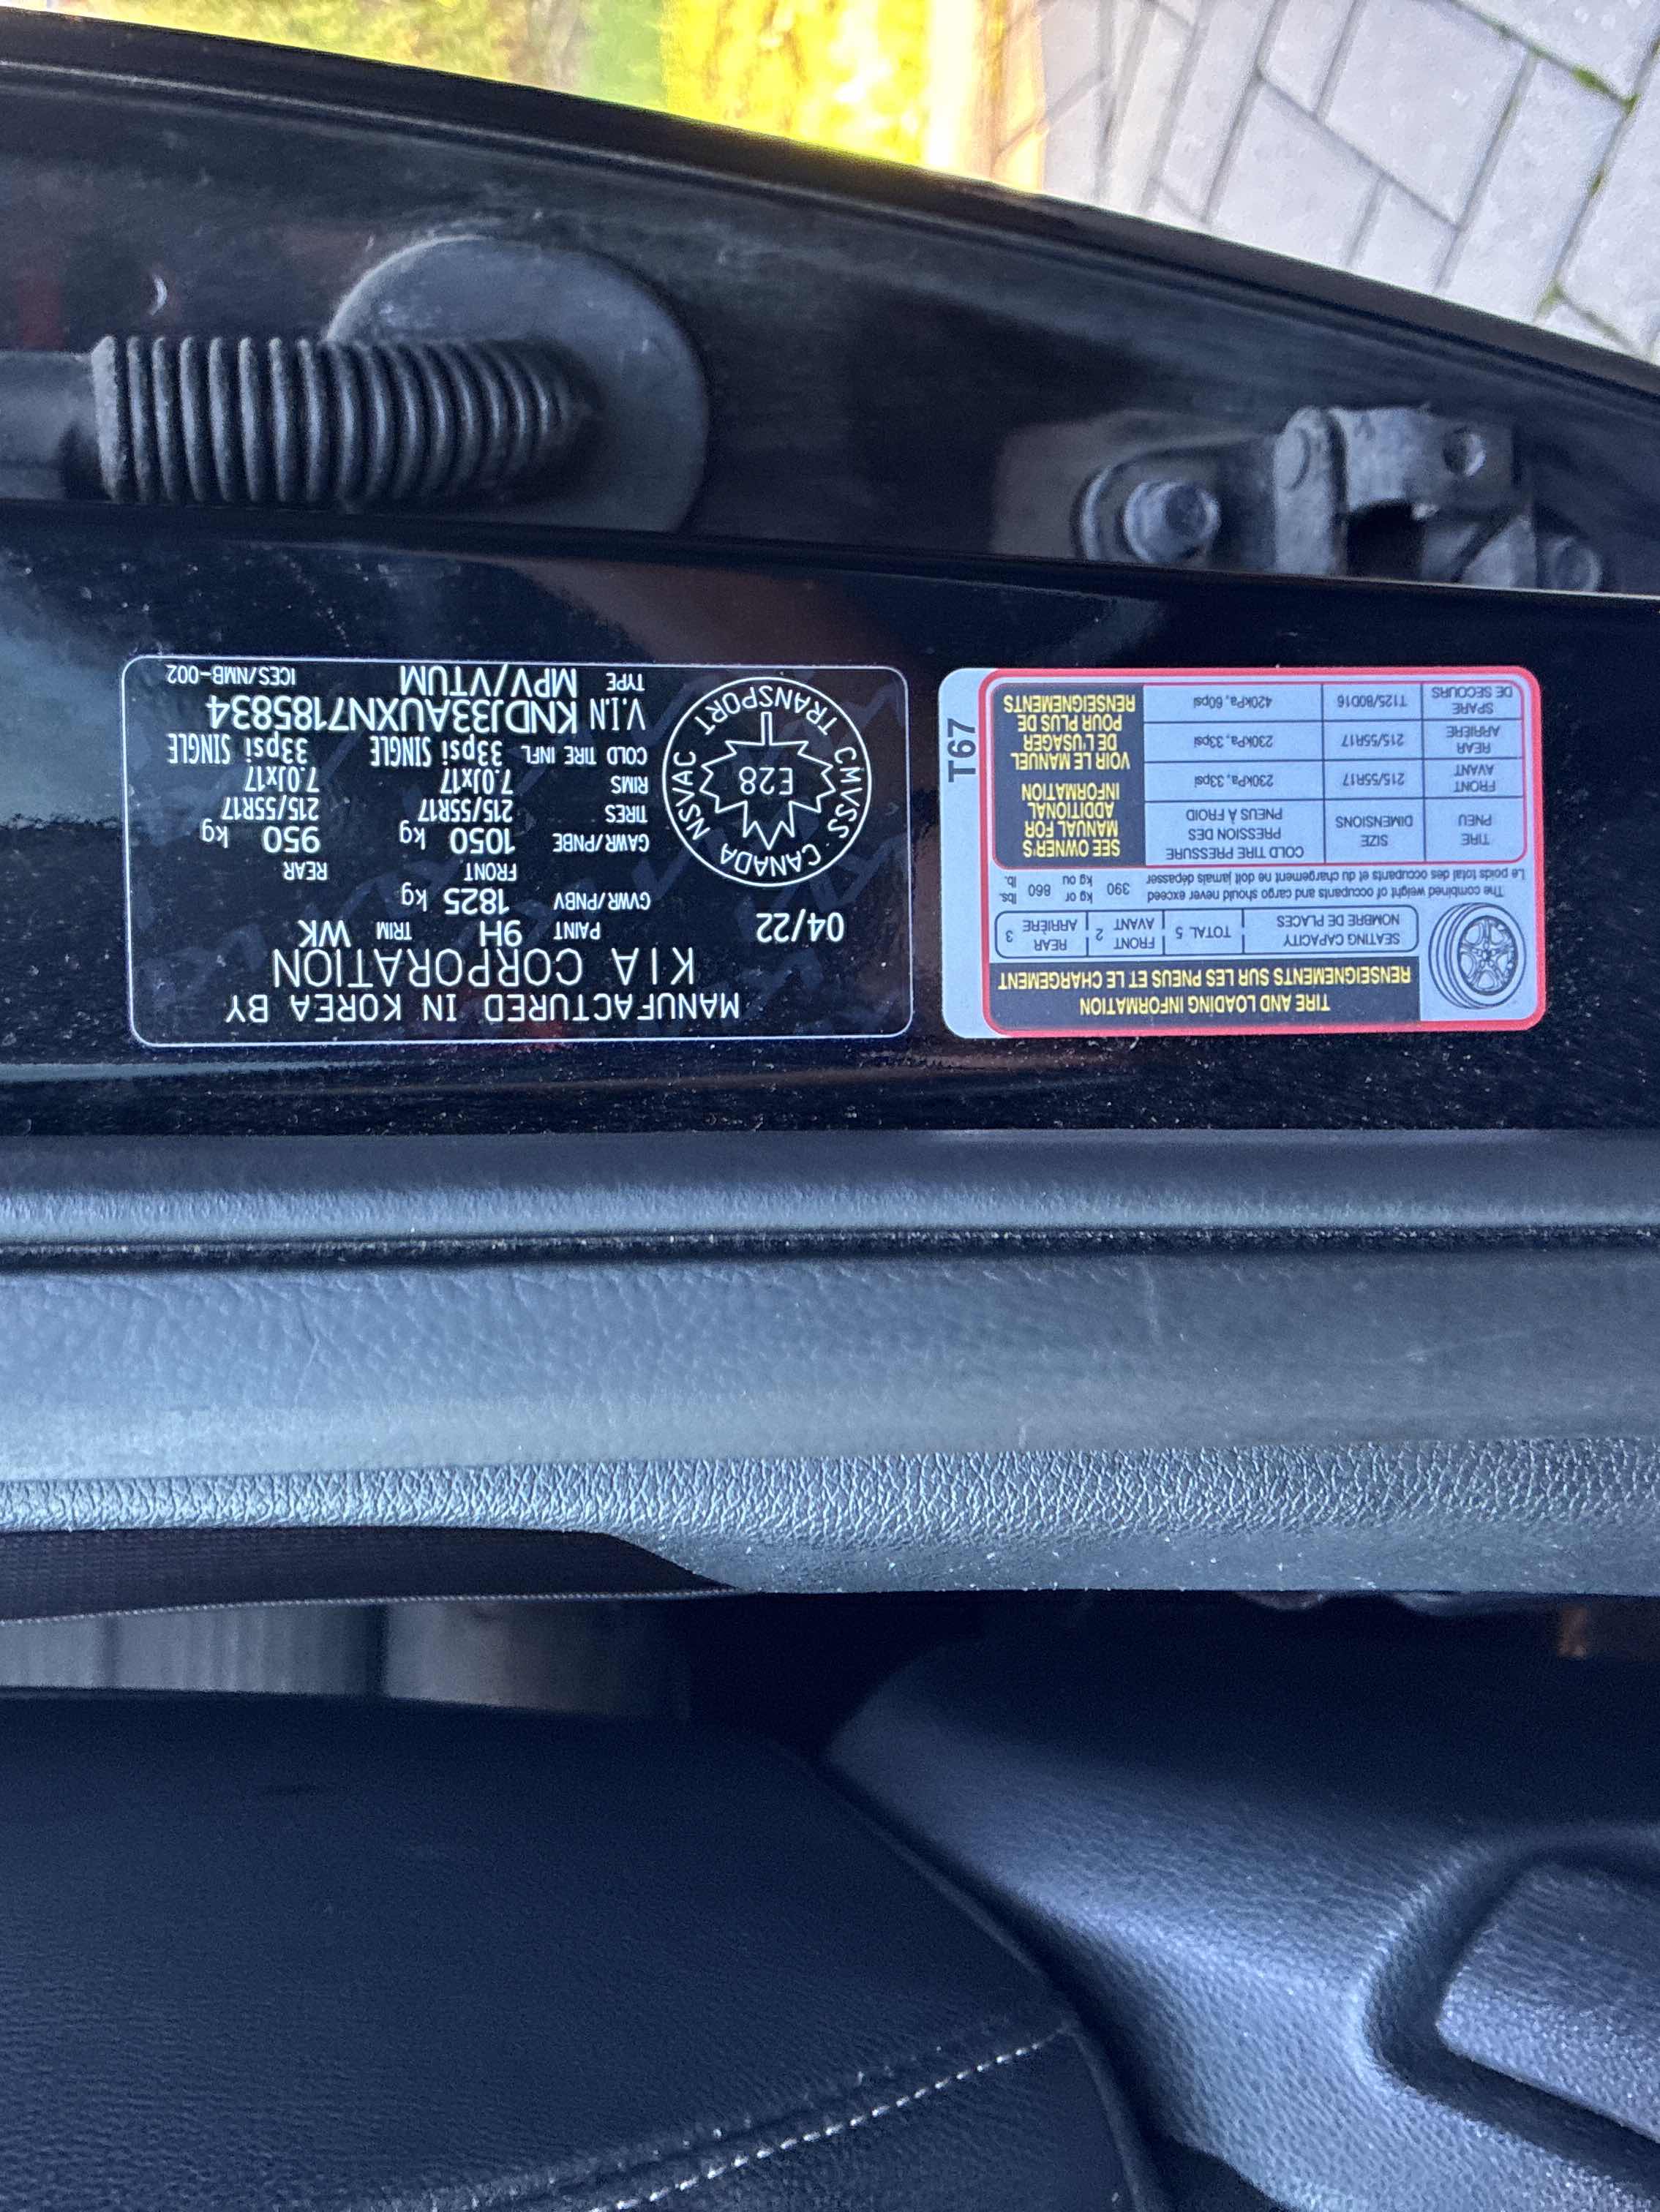 TIRE AND LOADING INFORMATION
RENSEIGNEMENTS SUR LES PNEUS ET LE CHARGEMENT
SEATING CAPACITY
NOMBRE DE PLACES
TOTAL 5
FRONT
AVANT
2
REAR
ARRIÈRE
3
The combined weight of occupants and cargo should never exceed
Le poids total des occupants et du chargement ne doit jamais dépasser
390 kg or 860 lbs.
kg ou lb.
TIRE
PNEU
SIZE
DIMENSIONS
COLD TIRE PRESSURE
PRESSION DES
PNEUS À FROID
FRONT
AVANT
215/55R17
230kPa, 33psi
REAR
ARRIÈRE
215/55R17
230kPa, 33psi
SPARE
DE SECOURS
T125/80D16
420kPa, 60psi
SEE OWNER'S
MANUAL FOR
ADDITIONAL
INFORMATION
VOIR LE MANUEL
DE L'USAGER
POUR PLUS DE
RENSEIGNEMENTS
T67
MANUFACTURED IN KOREA BY
KIA CORPORATION
04/22 PAINT 9H TRIM WK
GVWR/PNBV 1825 kg
FRONT REAR
GAWR/PNBE 1050 kg 950 kg
TIRES 215/55R17 215/55R17
RIMS 7.0Jx17 7.0Jx17
COLD TIRE INFL 33psi SINGLE 33psi SINGLE
V.I.N KNDJ33AUXN7185834
TYPE MPV/VTUM ICES/NMB-002
CANADA
CMVSS
TRANSPORT
NSVAC
E28